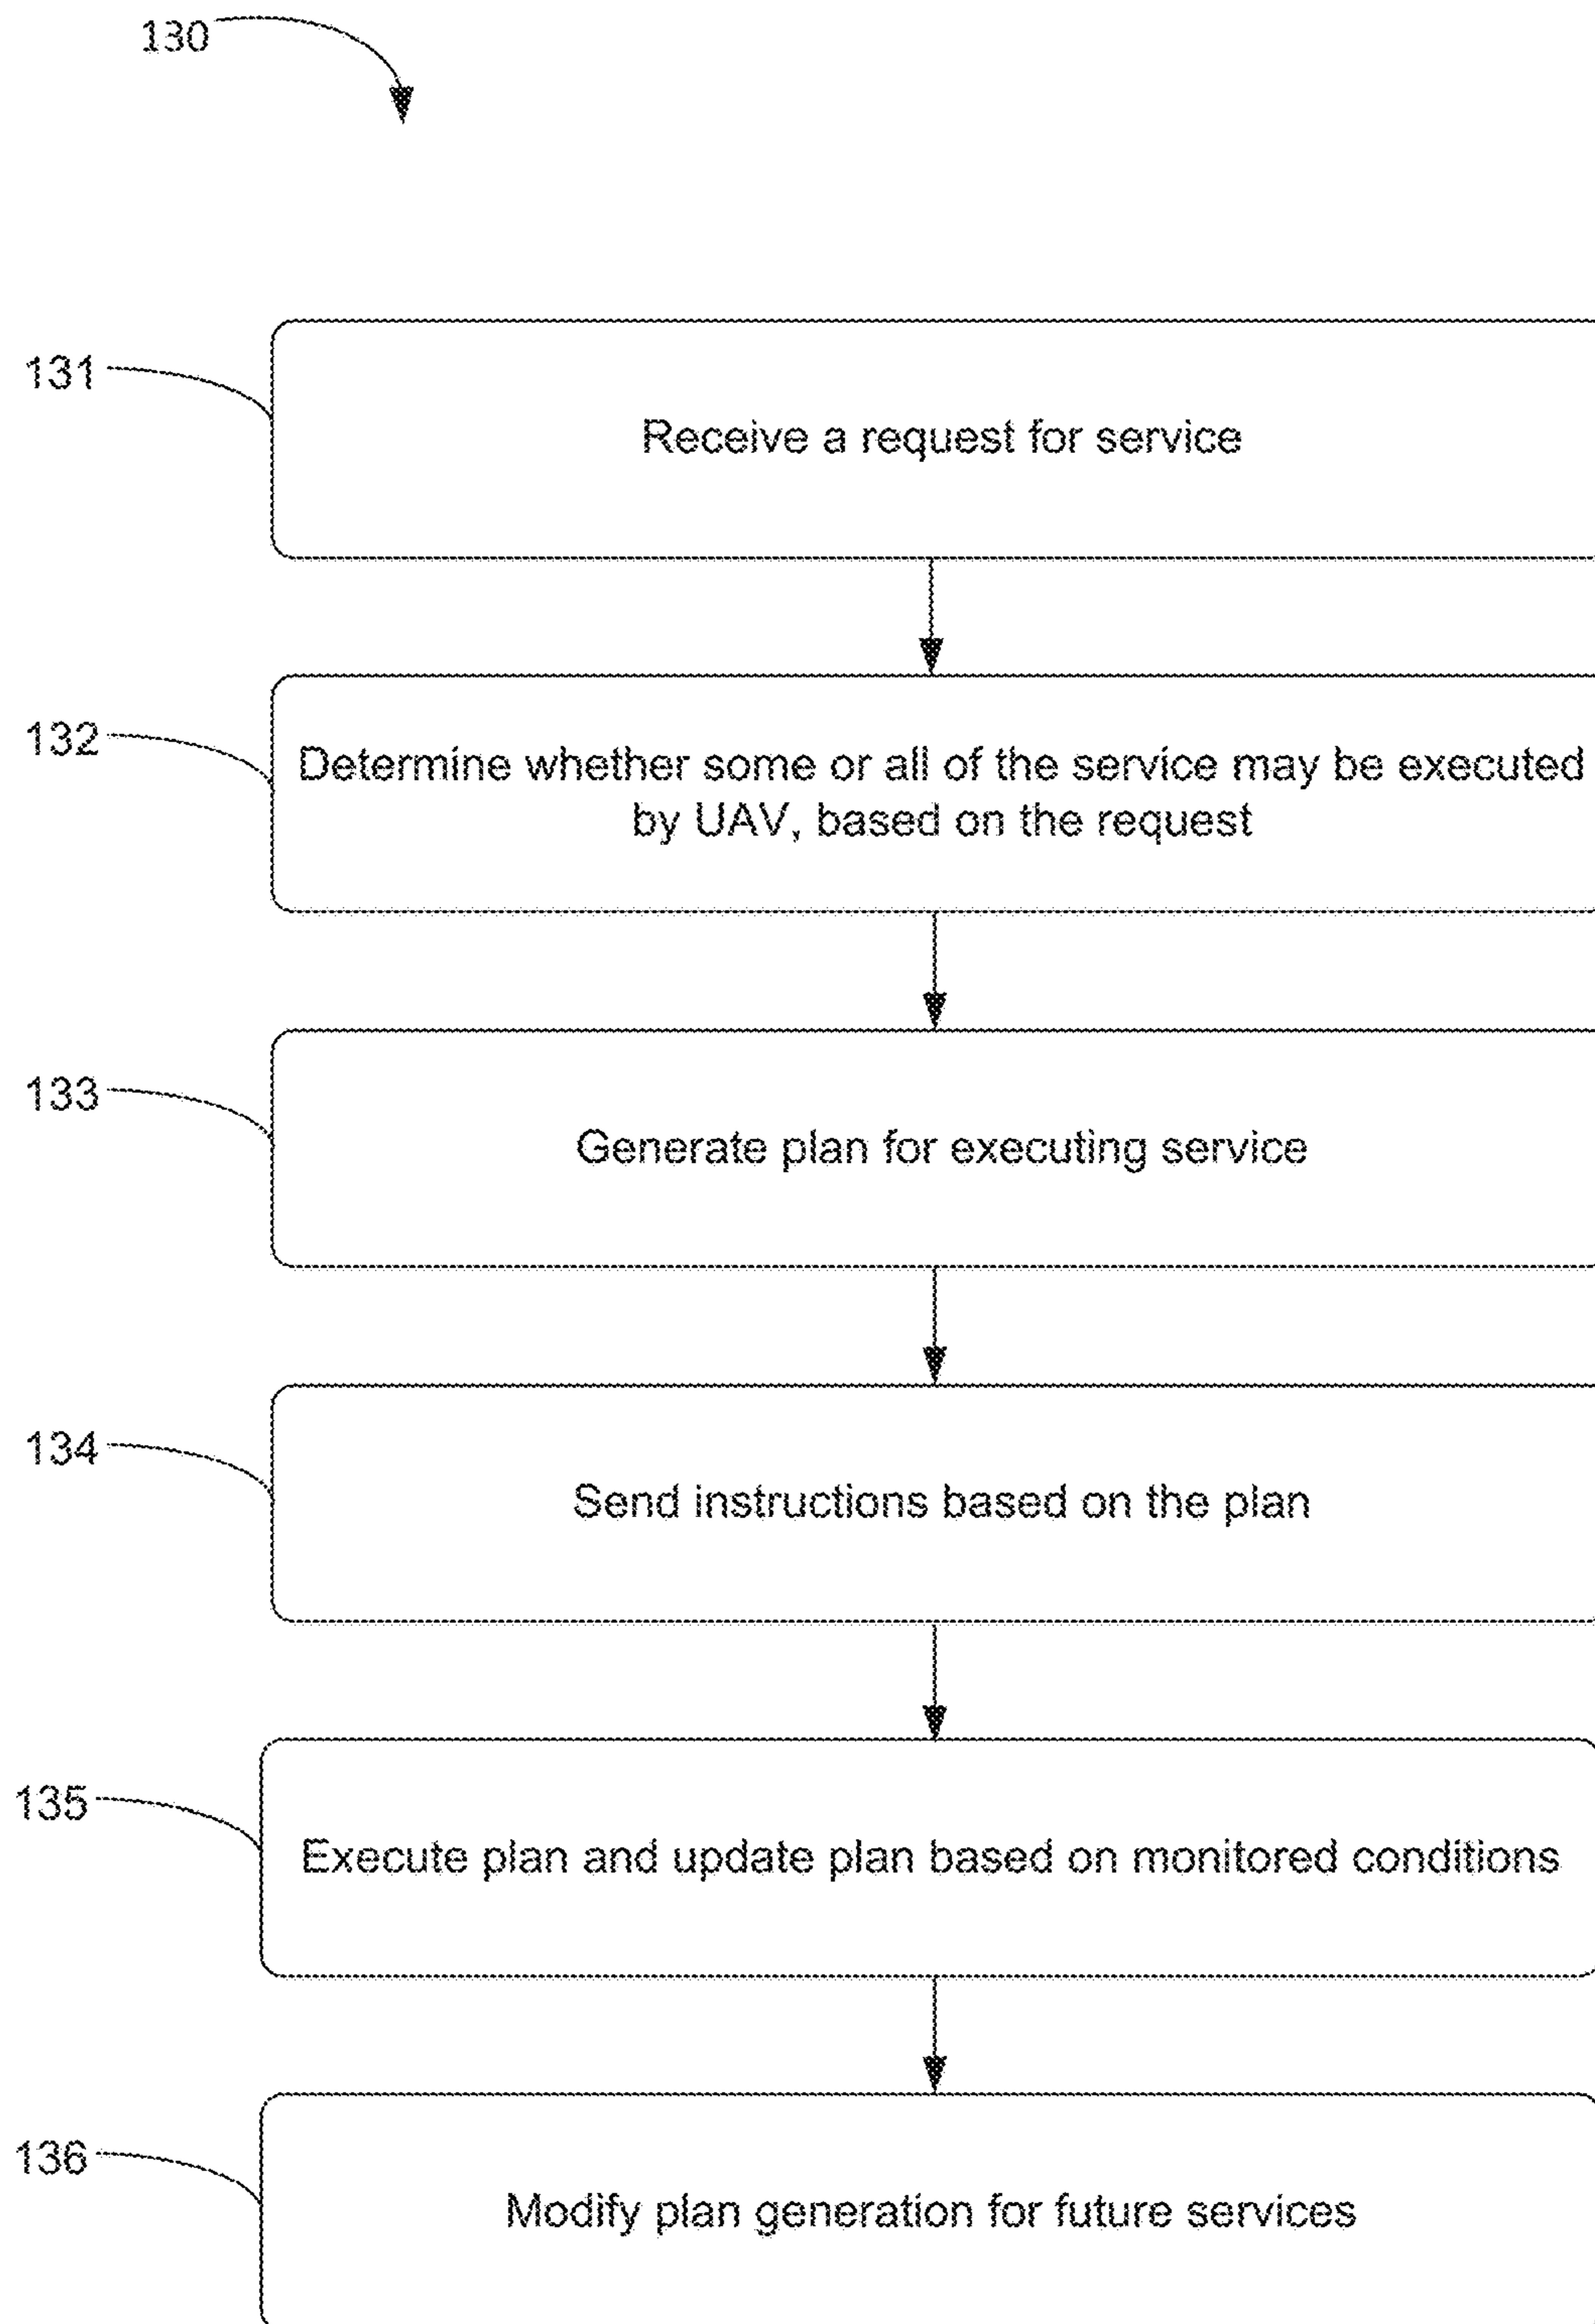 130
131
Receive a request for service
132
Determine whether some or all of the service may be executed
by UAV, based on the request
133
Generate plan for executing service
134
Send instructions based on the plan
135
Execute plan and update plan based on monitored conditions
136
Modify plan generation for future services